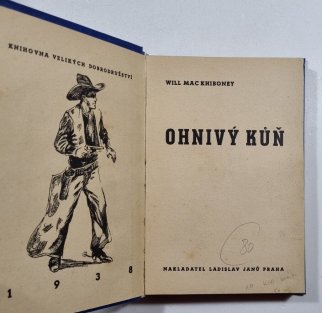 KNIHOVNA VELIKÝCH DOBRODRUŽSTVÍ
1 9 3 8
WILL MAC KHIBONEY
OHNIVÝ KŮŇ
80
NAKLADATEL LADISLAV JANŮ PRAHA